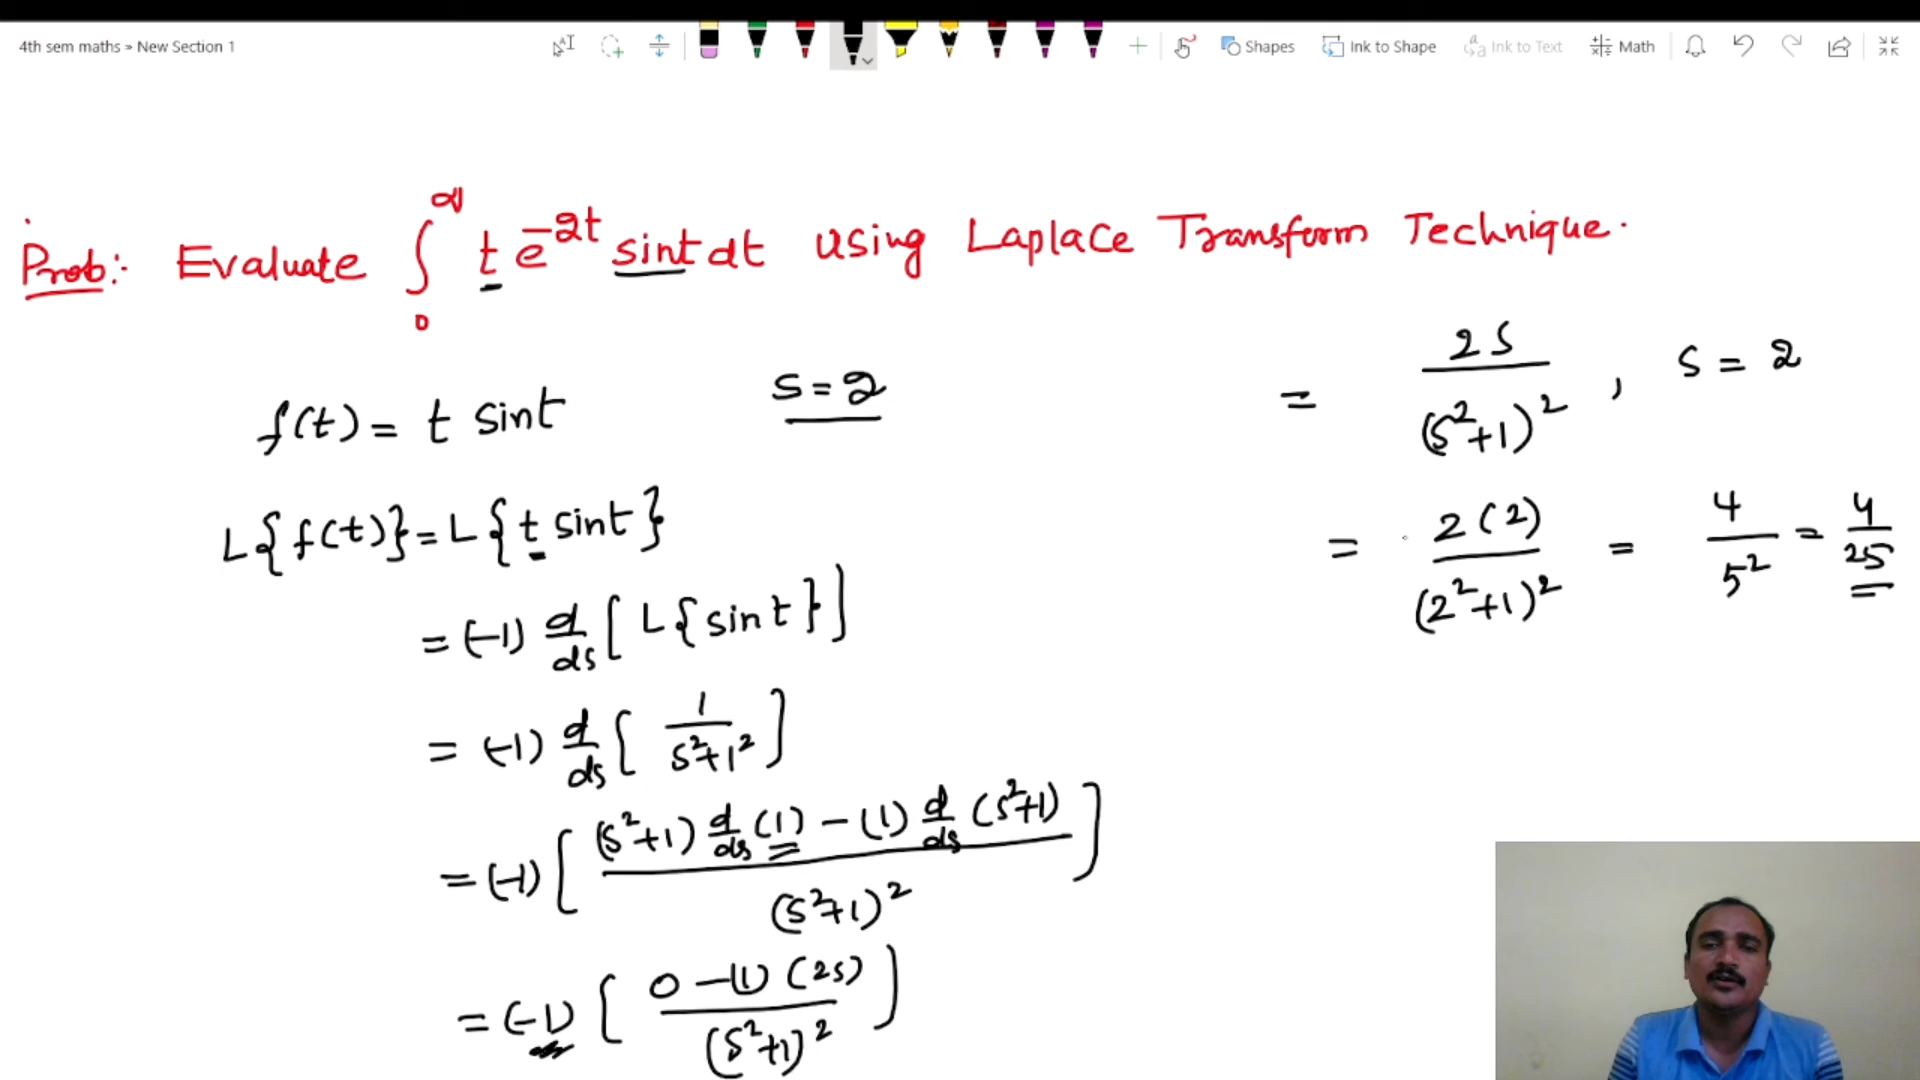 4th sem maths » New Section 1
Shapes Ink to Shape Ink to Text Math
Prob:- Evaluate ∫₀^∞ t e^{-2t} sint dt using Laplace Transform Technique.
f(t) = t sint s = 2
L{f(t)} = L{t sint}
= (-1) d/ds [L{sint}]
= (-1) d/ds [1/(s²+1²)]
= (-1) [((s²+1) d/ds (1) - (1) d/ds (s²+1))/(s²+1)²]
= (-1) [(0 - (1) (2s))/(s²+1)²]
= 2s/(s²+1)², s = 2
= 2(2)/(2²+1)² = 4/5² = 4/25